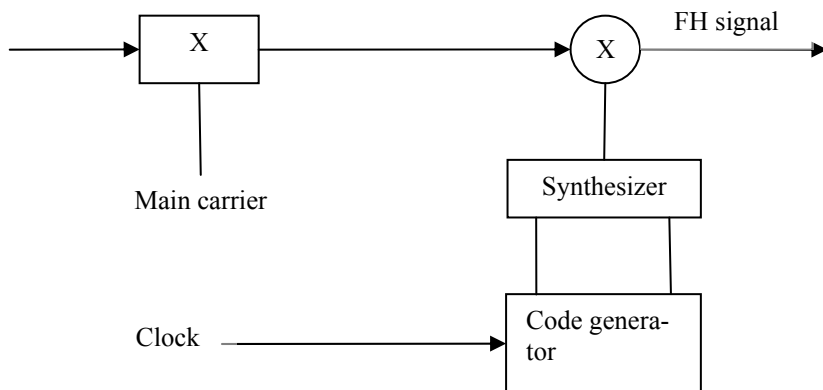 FH signal
X
X
Synthesizer
Main carrier
Clock
Code genera-
tor